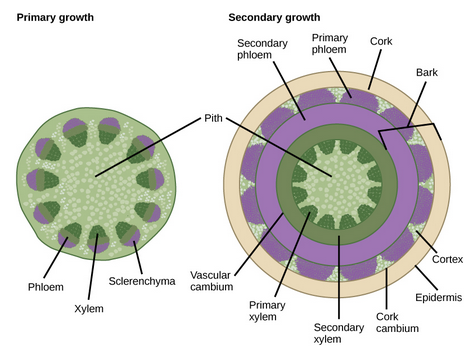 Primary growth
Secondary growth
Secondary
phloem
Primary
phloem
Cork
Bark
Pith
Phloem
Xylem
Sclerenchyma
Vascular
cambium
Primary
xylem
Secondary
xylem
Cork
cambium
Epidermis
Cortex